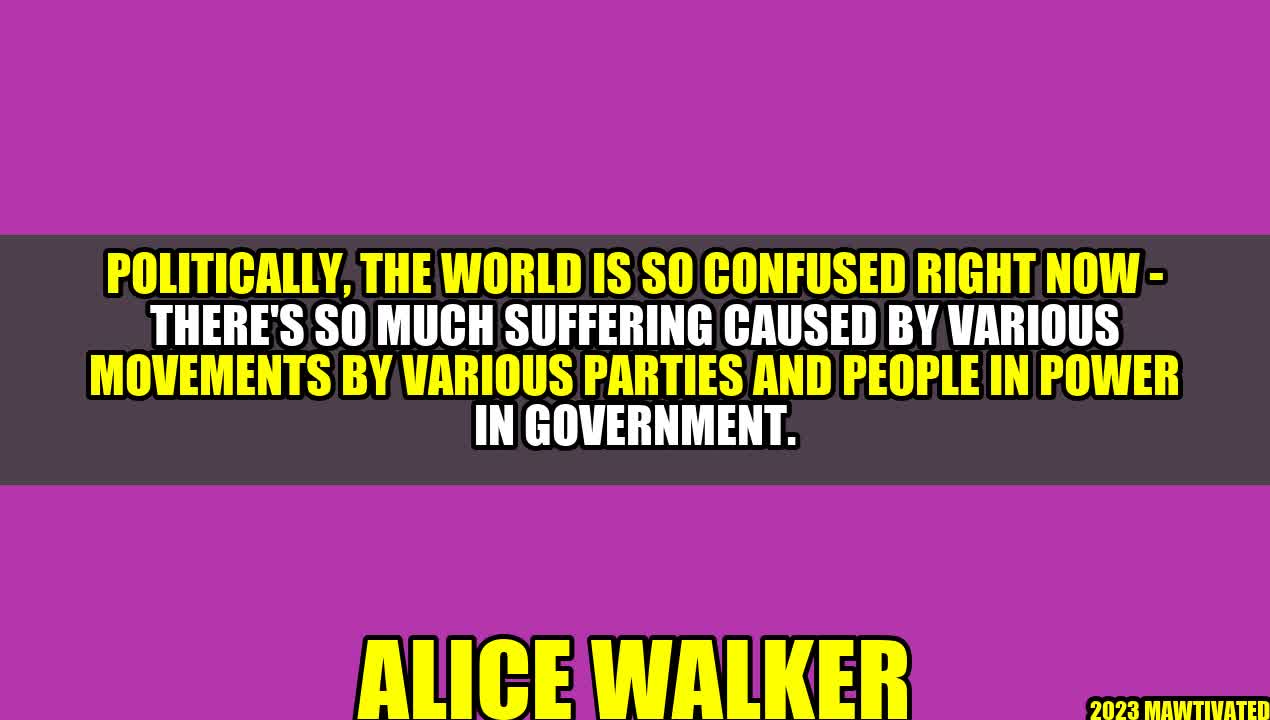 POLITICALLY, THE WORLD IS SO CONFUSED RIGHT NOW -
THERE'S SO MUCH SUFFERING CAUSED BY VARIOUS
MOVEMENTS BY VARIOUS PARTIES AND PEOPLE IN POWER
IN GOVERNMENT.
ALICE WALKER
2023 MAWTIVATED